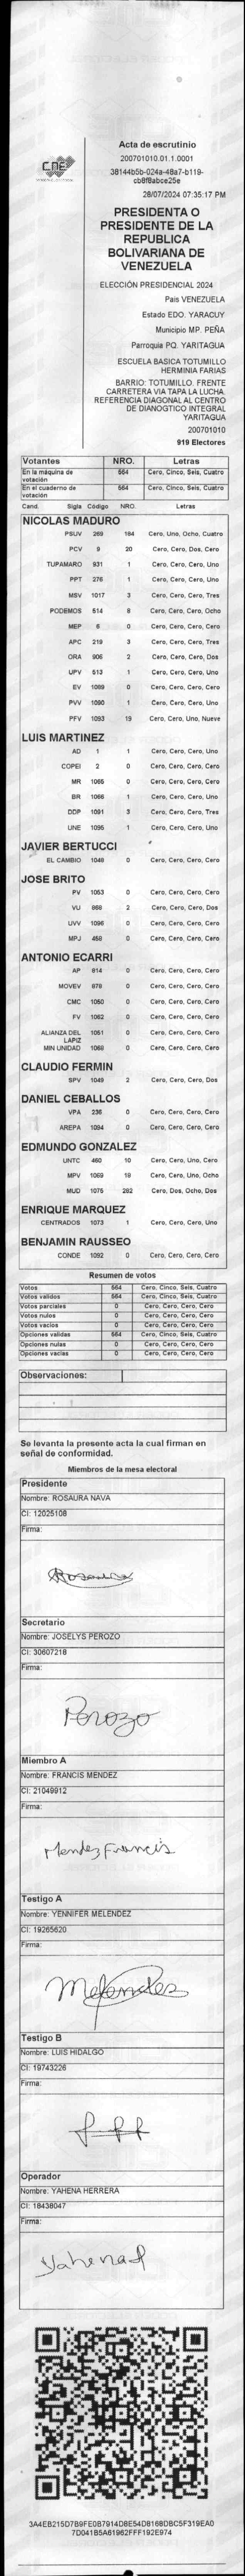 CNE
Acta de escrutinio
200701010.01.1.0001
38144b5b-024a-48a7-b119-
cb8f8abce25e
28/07/2024 07:35:17 PM
PRESIDENTA O
PRESIDENTE DE LA
REPUBLICA
BOLIVARIANA DE
VENEZUELA
ELECCIÓN PRESIDENCIAL 2024
País VENEZUELA
Estado EDO. YARACUY
Municipio MP. PEÑA
Parroquia PQ. YARITAGUA
ESCUELA BASICA TOTUMILLO
HERMINIA FARIAS
BARRIO: TOTUMILLO. FRENTE
CARRETERA VIA TAPA LA LUCHA.
REFERENCIA DIAGONAL AL CENTRO
DE DIANOGTICO INTEGRAL
YARITAGUA
200701010
919 Electores
Votantes NRO. Letras
En la máquina de votación 564 Cero, Cinco, Seis, Cuatro
En el cuaderno de votación 564 Cero, Cinco, Seis, Cuatro
Cand. Sigla Código NRO. Letras
NICOLAS MADURO
PSUV 269 184 Cero, Uno, Ocho, Cuatro
PCV 9 20 Cero, Cero, Dos, Cero
TUPAMARO 931 1 Cero, Cero, Cero, Uno
PPT 276 1 Cero, Cero, Cero, Uno
MSV 1017 3 Cero, Cero, Cero, Tres
PODEMOS 514 8 Cero, Cero, Cero, Ocho
MEP 6 0 Cero, Cero, Cero, Cero
APC 219 3 Cero, Cero, Cero, Tres
ORA 906 2 Cero, Cero, Cero, Dos
UPV 513 1 Cero, Cero, Cero, Uno
EV 1089 0 Cero, Cero, Cero, Cero
PVV 1090 1 Cero, Cero, Cero, Uno
PFV 1093 19 Cero, Cero, Uno, Nueve
LUIS MARTINEZ
AD 1 1 Cero, Cero, Cero, Uno
COPEI 2 0 Cero, Cero, Cero, Cero
MR 1065 0 Cero, Cero, Cero, Cero
BR 1066 1 Cero, Cero, Cero, Uno
DDP 1091 3 Cero, Cero, Cero, Tres
UNE 1095 1 Cero, Cero, Cero, Uno
JAVIER BERTUCCI
EL CAMBIO 1048 0 Cero, Cero, Cero, Cero
JOSE BRITO
PV 1053 0 Cero, Cero, Cero, Cero
VU 868 2 Cero, Cero, Cero, Dos
UVV 1096 0 Cero, Cero, Cero, Cero
MPJ 458 0 Cero, Cero, Cero, Cero
ANTONIO ECARRI
AP 814 0 Cero, Cero, Cero, Cero
MOVEV 878 0 Cero, Cero, Cero, Cero
CMC 1050 0 Cero, Cero, Cero, Cero
FV 1062 0 Cero, Cero, Cero, Cero
ALIANZA DEL LAPIZ 1051 0 Cero, Cero, Cero, Cero
MIN UNIDAD 1068 0 Cero, Cero, Cero, Cero
CLAUDIO FERMIN
SPV 1049 2 Cero, Cero, Cero, Dos
DANIEL CEBALLOS
VPA 236 0 Cero, Cero, Cero, Cero
AREPA 1084 0 Cero, Cero, Cero, Cero
EDMUNDO GONZALEZ
UNTC 460 10 Cero, Cero, Uno, Cero
MPV 1069 18 Cero, Cero, Uno, Ocho
MUD 1075 282 Cero, Dos, Ocho, Dos
ENRIQUE MARQUEZ
CENTRADOS 1073 1 Cero, Cero, Cero, Uno
BENJAMIN RAUSSEO
CONDE 1092 0 Cero, Cero, Cero, Cero
Resumen de votos
Votos 564 Cero, Cinco, Seis, Cuatro
Votos validos 564 Cero, Cinco, Seis, Cuatro
Votos parciales 0 Cero, Cero, Cero, Cero
Votos nulos 0 Cero, Cero, Cero, Cero
Votos vacios 0 Cero, Cero, Cero, Cero
Opciones validas 564 Cero, Cinco, Seis, Cuatro
Opciones nulas 0 Cero, Cero, Cero, Cero
Opciones vacias 0 Cero, Cero, Cero, Cero
Observaciones:
Se levanta la presente acta la cual firman en
señal de conformidad.
Miembros de la mesa electoral
Presidente
Nombre: ROSAURA NAVA
CI: 12025108
Firma:
Rosaura
Secretario
Nombre: JOSELYS PEROZO
CI: 30607218
Firma:
Perozo
Miembro A
Nombre: FRANCIS MENDEZ
CI: 21049912
Firma:
Mendez Francis
Testigo A
Nombre: YENNIFER MELENDEZ
CI: 19265620
Firma:
Melendez
Testigo B
Nombre: LUIS HIDALGO
CI: 19743226
Firma:
Operador
Nombre: YAHENA HERRERA
CI: 18438047
Firma:
Yahena H
3A4EB215D7B9FE0B7914D8E54D8168DBC5F319EA0
7D041B5A61962FFF192E974